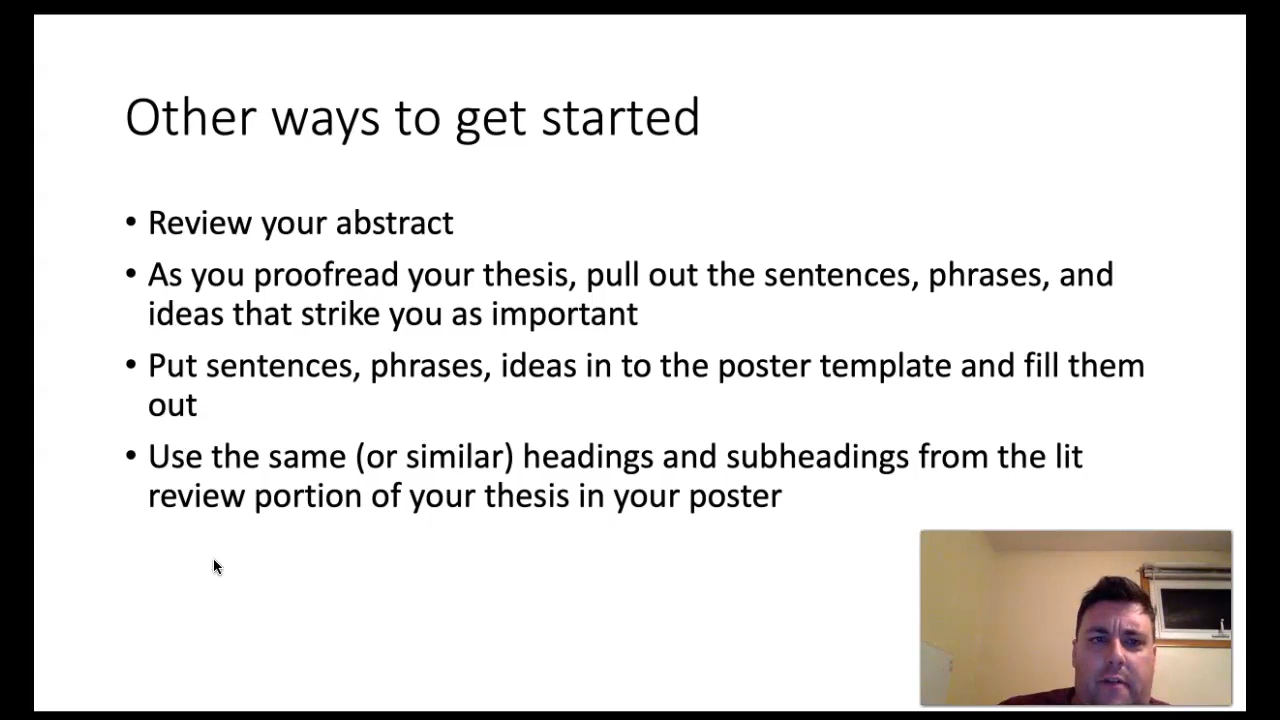 Other ways to get started
• Review your abstract
• As you proofread your thesis, pull out the sentences, phrases, and
ideas that strike you as important
• Put sentences, phrases, ideas in to the poster template and fill them
out
• Use the same (or similar) headings and subheadings from the lit
review portion of your thesis in your poster